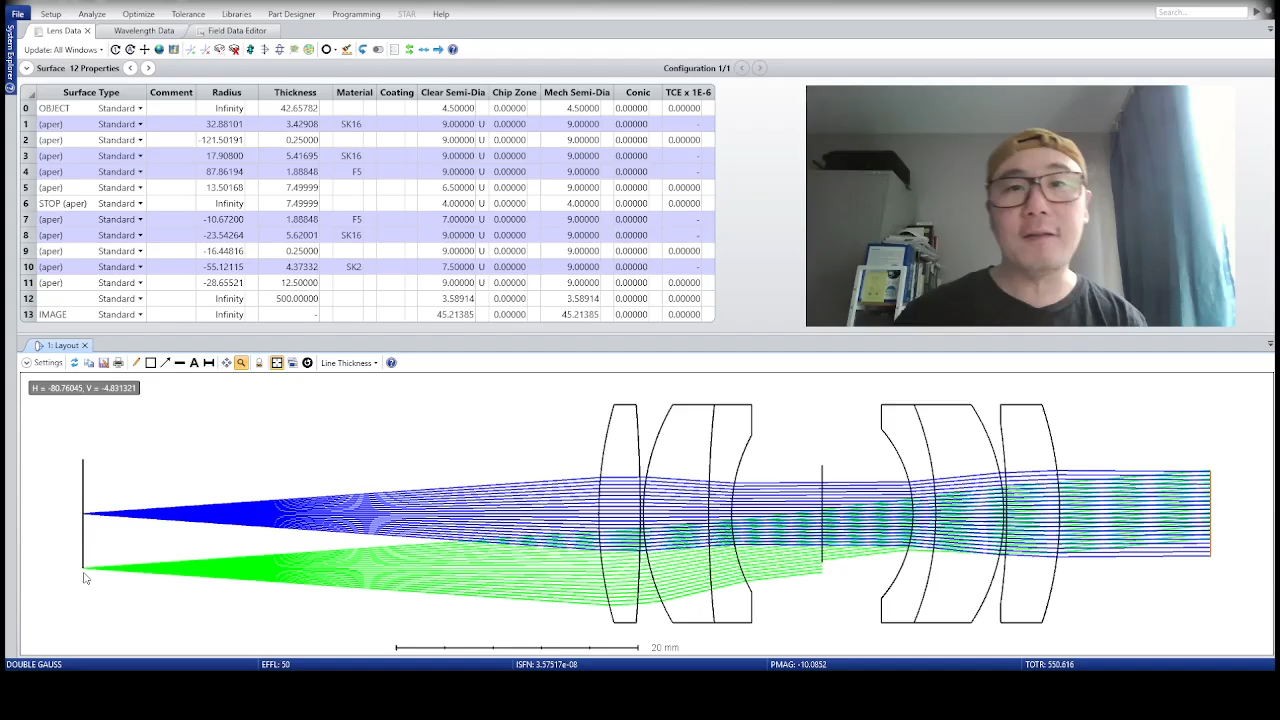 File Setup Analyze Optimize Tolerance Libraries Part Designer Programming STAR Help Search...
Lens Data Wavelength Data Field Data Editor
System Explorer
Update: All Windows
Surface 12 Properties Configuration 1/1
Surface Type Comment Radius Thickness Material Coating Clear Semi-Dia Chip Zone Mech Semi-Dia Conic TCE x 1E-6
0 OBJECT Standard Infinity 42.65782 4.50000 0.00000 4.50000 0.00000 0.00000
1 (aper) Standard 32.88101 3.42908 SK16 9.00000 U 0.00000 9.00000 0.00000 -
2 (aper) Standard -121.50191 0.25000 9.00000 U 0.00000 9.00000 0.00000 0.00000
3 (aper) Standard 17.90800 5.41695 SK16 9.00000 U 0.00000 9.00000 0.00000 -
4 (aper) Standard 87.86194 1.88848 F5 9.00000 U 0.00000 9.00000 0.00000 -
5 (aper) Standard 13.50168 7.49999 6.50000 U 0.00000 9.00000 0.00000 0.00000
6 STOP (aper) Standard Infinity 7.49999 4.00000 U 0.00000 4.00000 0.00000 0.00000
7 (aper) Standard -10.67200 1.88848 F5 7.00000 U 0.00000 9.00000 0.00000 -
8 (aper) Standard -23.54264 5.62001 SK16 9.00000 U 0.00000 9.00000 0.00000 -
9 (aper) Standard -16.44816 0.25000 9.00000 U 0.00000 9.00000 0.00000 0.00000
10 (aper) Standard -55.12115 4.37332 SK2 7.50000 U 0.00000 9.00000 0.00000 -
11 (aper) Standard -28.65521 12.50000 9.00000 U 0.00000 9.00000 0.00000 0.00000
12 Standard Infinity 500.00000 3.58914 0.00000 3.58914 0.00000 0.00000
13 IMAGE Standard Infinity - 45.21385 0.00000 45.21385 0.00000 0.00000
1: Layout
Settings Line Thickness
H = -80.76045, V = -4.831321
20 mm
DOUBLE GAUSS EFFL: 50 ISFN: 3.57517e-08 PMAG: -10.0852 TOTR: 550.616